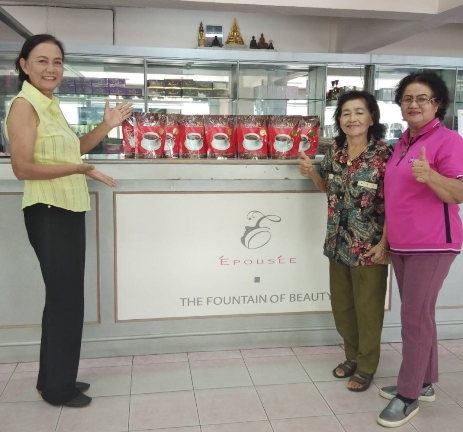 ÉPOUSÉE
THE FOUNTAIN OF BEAUTY